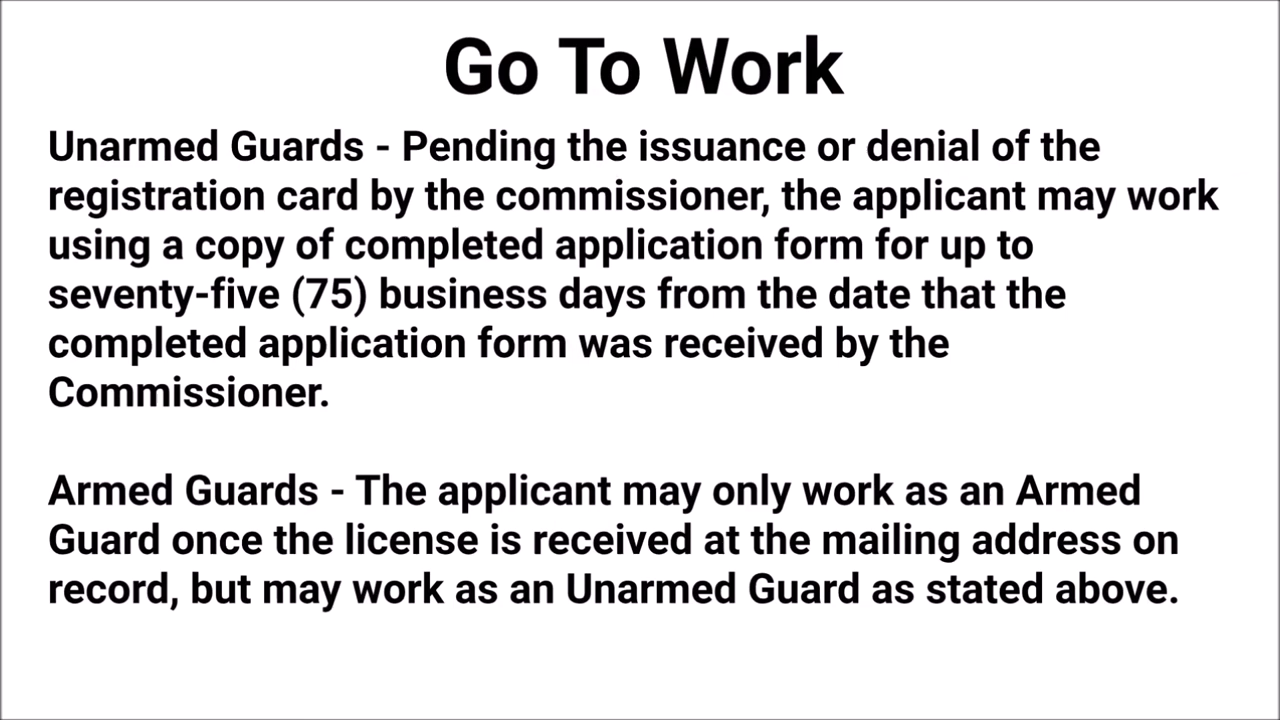 Go To Work
Unarmed Guards - Pending the issuance or denial of the
registration card by the commissioner, the applicant may work
using a copy of completed application form for up to
seventy-five (75) business days from the date that the
completed application form was received by the
Commissioner.
Armed Guards - The applicant may only work as an Armed
Guard once the license is received at the mailing address on
record, but may work as an Unarmed Guard as stated above.